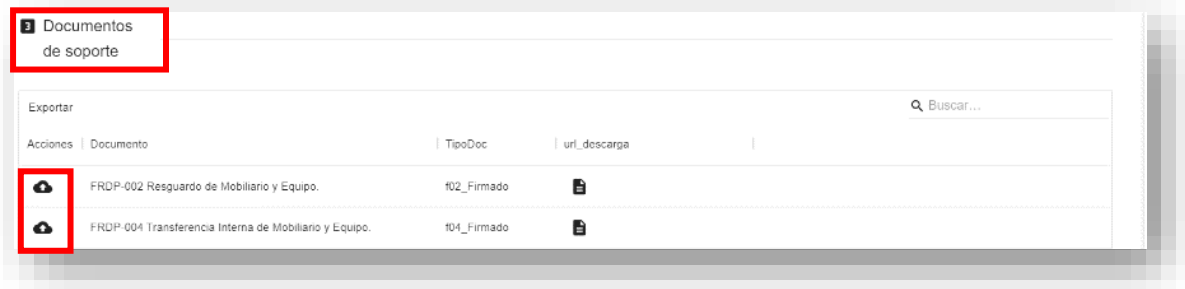 3 Documentos
de soporte
Exportar
Buscar...
Acciones Documento TipoDoc url_descarga
FRDP-002 Resguardo de Mobiliario y Equipo. f02_Firmado
FRDP-004 Transferencia Interna de Mobiliario y Equipo. f04_Firmado